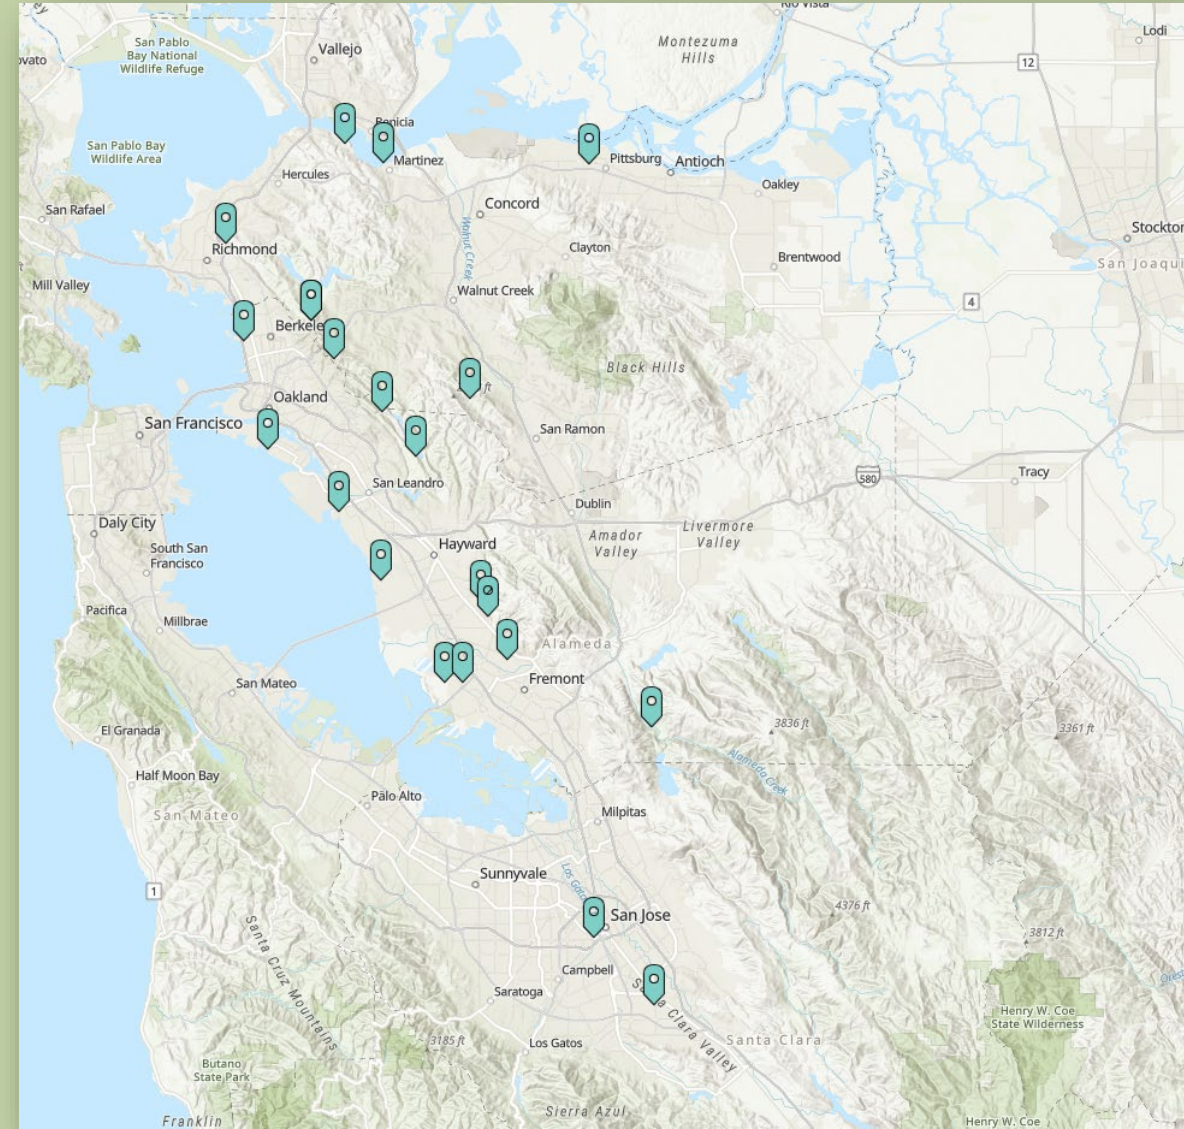 Rio Vista
Lodi
San Pablo
Bay National
Wildlife Refuge
Vallejo
Montezuma
Hills
12
Benicia
San Pablo Bay
Wildlife Area
Martinez
Pittsburg
Antioch
Hercules
Oakley
San Rafael
Concord
Walnut Creek
Stockton
Richmond
Clayton
Brentwood
San Joaqui
Mill Valley
Walnut Creek
4
Berkele
Black Hills
ft
Oakland
San Francisco
San Ramon
580
Tracy
San Leandro
Dublin
Daly City
Amador
Valley
Livermore
Valley
South San
Francisco
Hayward
Pacifica
Millbrae
Alameda
Fremont
San Mateo
El Granada
3836 ft
3361 ft
Alameda Creek
Half Moon Bay
Palo Alto
San Mateo
Milpitas
Sunnyvale
Los Gatos
1
4376 ft
San Jose
Santa Cruz Mountains
3812 ft
Campbell
Saratoga
Santa Clara Valley
Henry W. Coe
State Wilderness
3185 ft
Los Gatos
Santa Clara
Butano
State Park
Franklin
Sierra Azul
Henry W. Coe